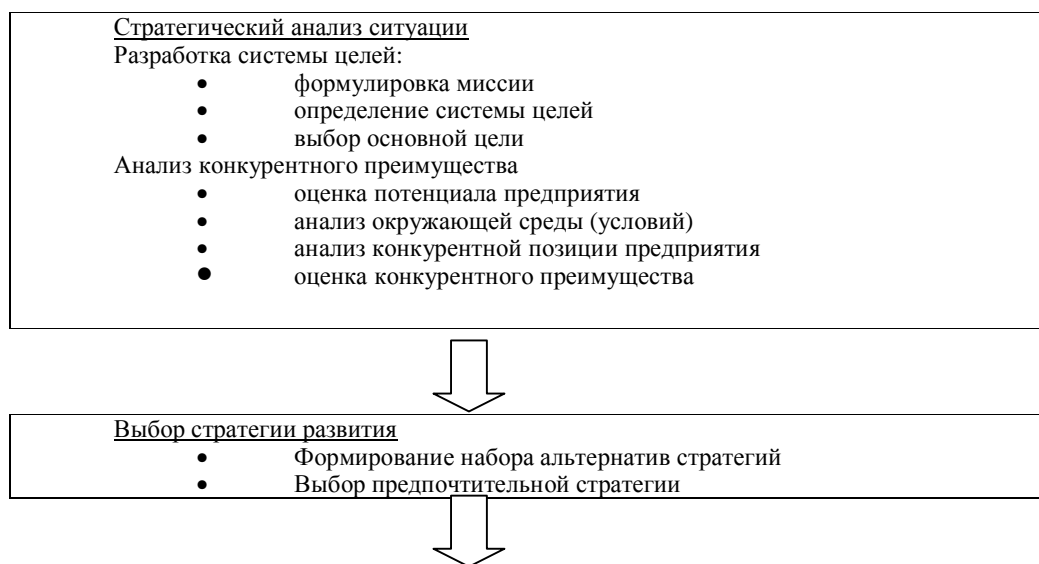 Стратегический анализ ситуации
Разработка системы целей:
• формулировка миссии
• определение системы целей
• выбор основной цели
Анализ конкурентного преимущества
• оценка потенциала предприятия
• анализ окружающей среды (условий)
• анализ конкурентной позиции предприятия
• оценка конкурентного преимущества
Выбор стратегии развития
• Формирование набора альтернатив стратегий
• Выбор предпочтительной стратегии